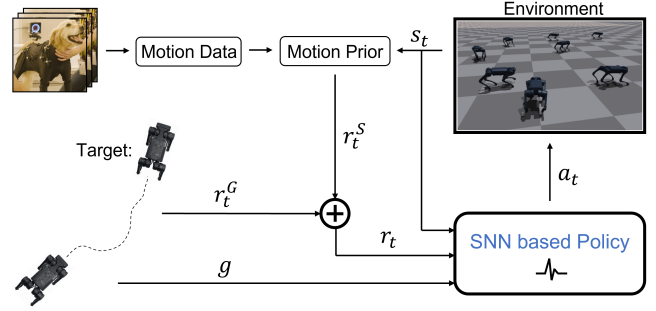 Environment
Motion Data
Motion Prior
s_t
Target:
r_t^S
a_t
r_t^G
r_t
SNN based Policy
g